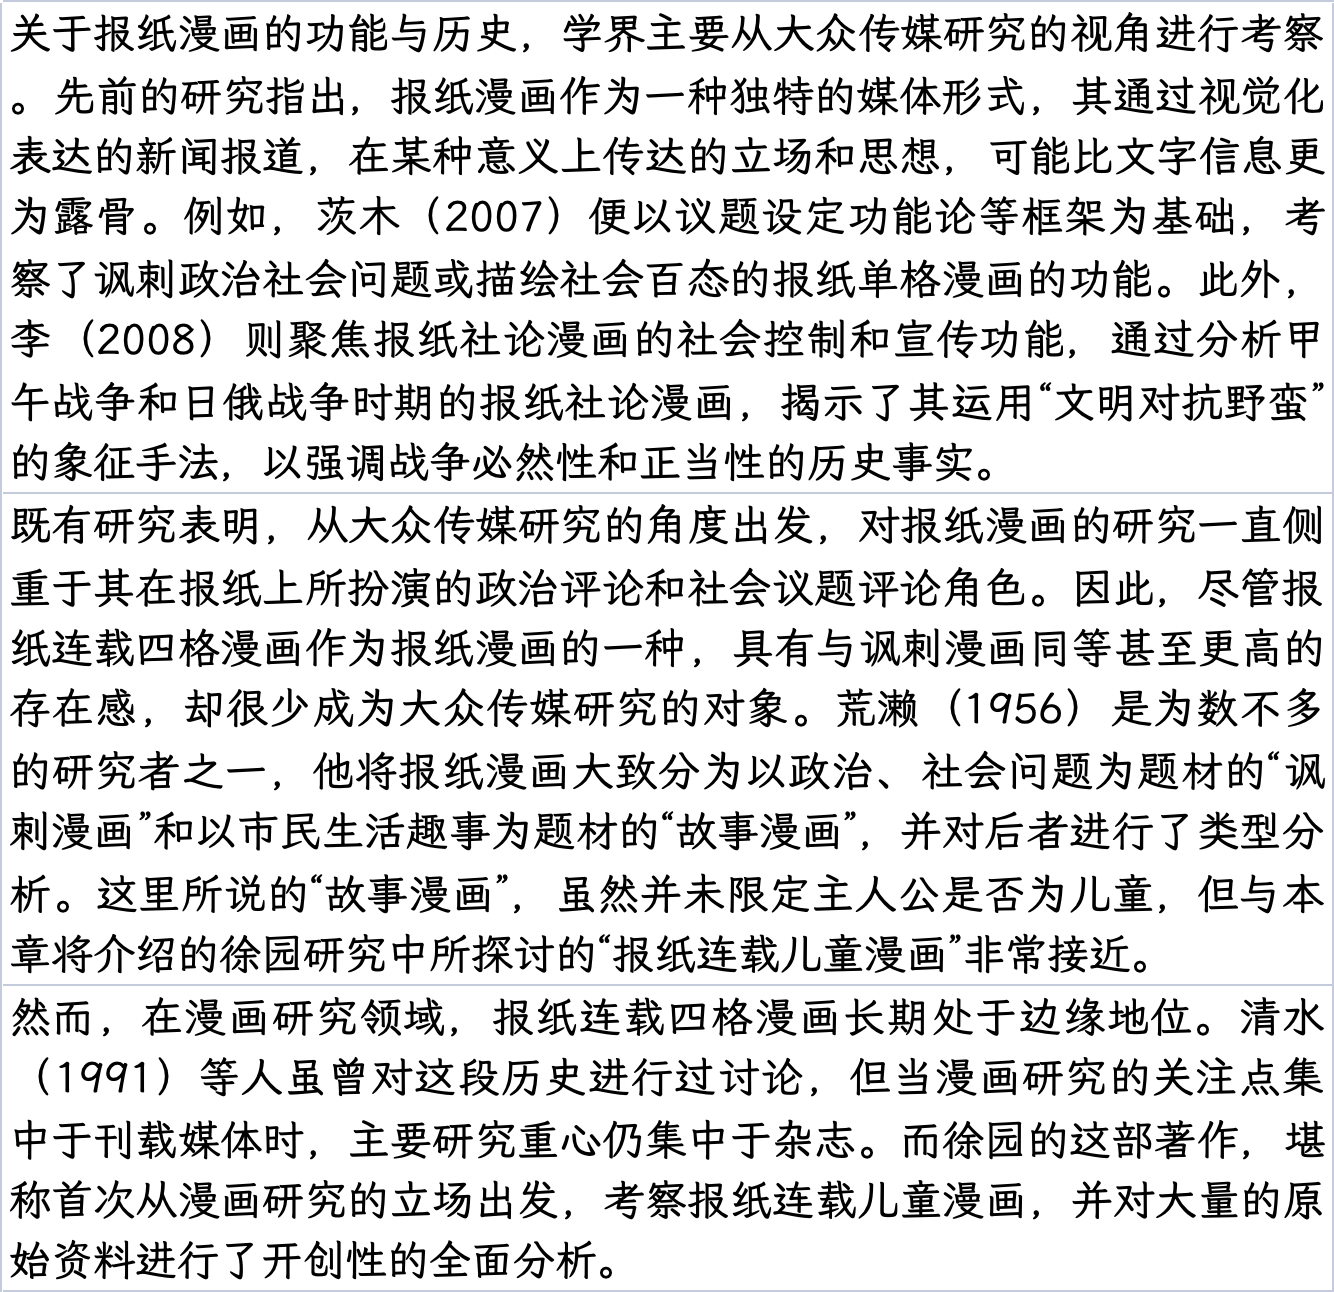 关于报纸漫画的功能与历史，学界主要从大众传媒研究的视角进行考察
。先前的研究指出，报纸漫画作为一种独特的媒体形式，其通过视觉化
表达的新闻报道，在某种意义上传达的立场和思想，可能比文字信息更
为露骨。例如，茨木（2007）便以议题设定功能论等框架为基础，考
察了讽刺政治社会问题或描绘社会百态的报纸单格漫画的功能。此外，
李（2008）则聚焦报纸社论漫画的社会控制和宣传功能，通过分析甲
午战争和日俄战争时期的报纸社论漫画，揭示了其运用“文明对抗野蛮”
的象征手法，以强调战争必然性和正当性的历史事实。
既有研究表明，从大众传媒研究的角度出发，对报纸漫画的研究一直侧
重于其在报纸上所扮演的政治评论和社会议题评论角色。因此，尽管报
纸连载四格漫画作为报纸漫画的一种，具有与讽刺漫画同等甚至更高的
存在感，却很少成为大众传媒研究的对象。荒濑（1956）是为数不多
的研究者之一，他将报纸漫画大致分为以政治、社会问题为题材的“讽
刺漫画”和以市民生活趣事为题材的“故事漫画”，并对后者进行了类型分
析。这里所说的“故事漫画”，虽然并未限定主人公是否为儿童，但与本
章将介绍的徐园研究中所探讨的“报纸连载儿童漫画”非常接近。
然而，在漫画研究领域，报纸连载四格漫画长期处于边缘地位。清水
（1991）等人虽曾对这段历史进行过讨论，但当漫画研究的关注点集
中于刊载媒体时，主要研究重心仍集中于杂志。而徐园的这部著作，堪
称首次从漫画研究的立场出发，考察报纸连载儿童漫画，并对大量的原
始资料进行了开创性的全面分析。